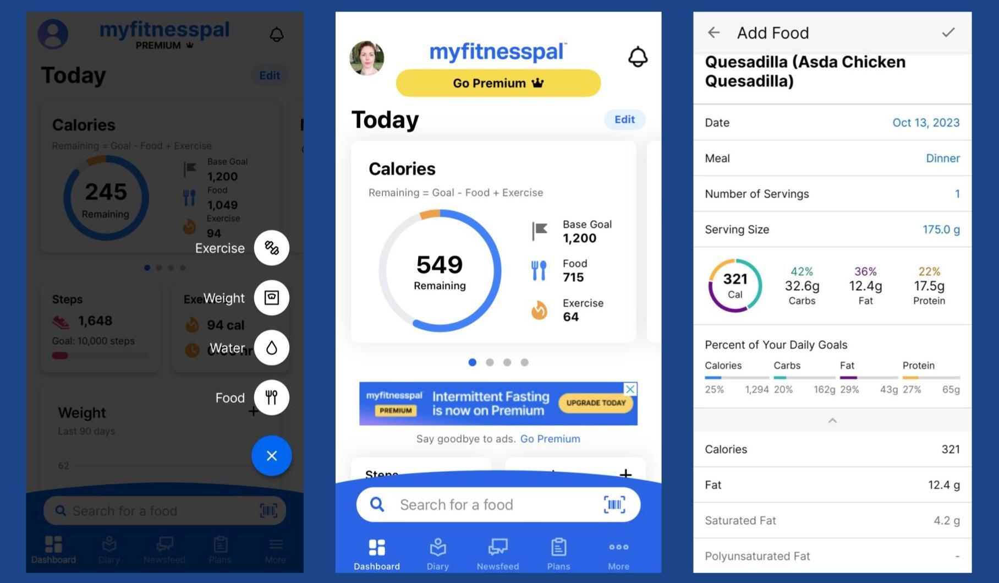 myfitnesspal
PREMIUM
Today
Edit
Calories
Remaining = Goal - Food + Exercise
245
Remaining
Base Goal
1,200
Food
1,049
Exercise
94
Exercise
Weight
Water
Food
Steps
1,648
Goal: 10,000 steps
94 cal
Weight
Last 90 days
+
62
Search for a food
Dashboard
Diary
Newsfeed
Plans
More
myfitnesspal™
Go Premium
Today
Edit
Calories
Remaining = Goal - Food + Exercise
549
Remaining
Base Goal
1,200
Food
715
Exercise
64
myfitnesspal
PREMIUM
Intermittent Fasting
is now on Premium
UPGRADE TODAY
Say goodbye to ads. Go Premium
Steps
+
Search for a food
Dashboard
Diary
Newsfeed
Plans
More
Add Food
Quesadilla (Asda Chicken
Quesadilla)
Date Oct 13, 2023
Meal Dinner
Number of Servings 1
Serving Size 175.0 g
321
Cal
42% 36% 22%
32.6g 12.4g 17.5g
Carbs Fat Protein
Percent of Your Daily Goals
Calories Carbs Fat Protein
25% 1,294 20% 162g 29% 43g 27% 65g
Calories 321
Fat 12.4 g
Saturated Fat 4.2 g
Polyunsaturated Fat -